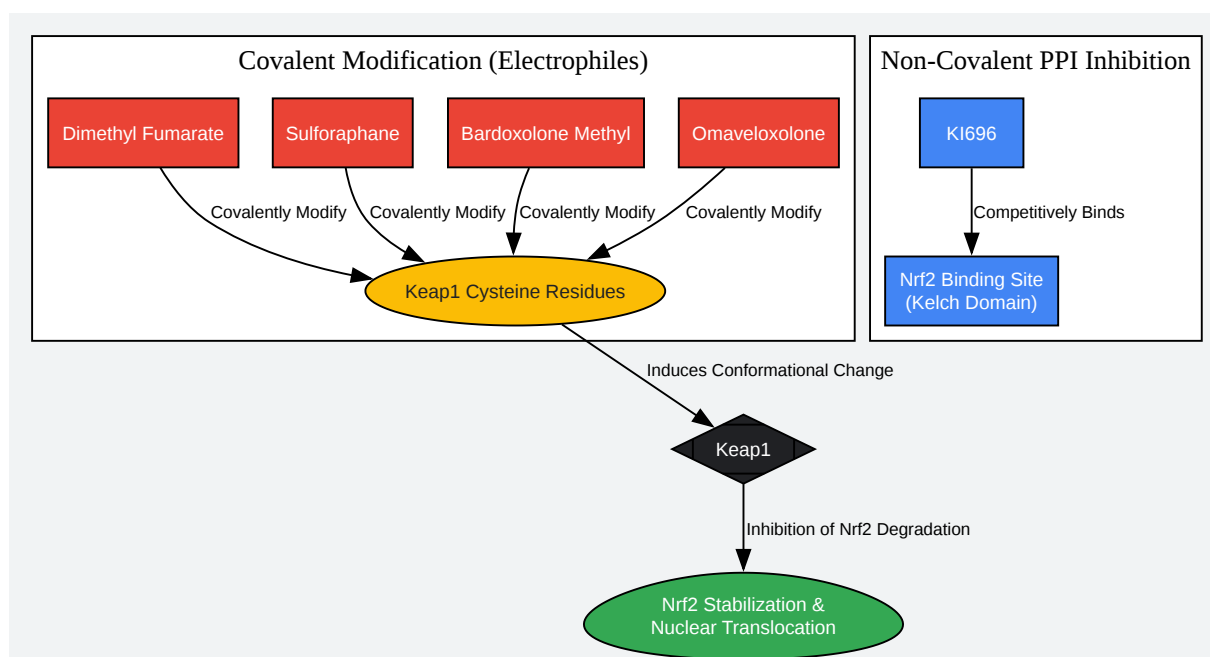 Covalent Modification (Electrophiles)
Non-Covalent PPI Inhibition
Dimethyl Fumarate
Sulforaphane
Bardoxolone Methyl
Omaveloxolone
KI696
Covalently Modify
Covalently Modify
Covalently Modify
Covalently Modify
Competitively Binds
Keap1 Cysteine Residues
Nrf2 Binding Site
(Kelch Domain)
Induces Conformational Change
Keap1
Inhibition of Nrf2 Degradation
Nrf2 Stabilization &
Nuclear Translocation